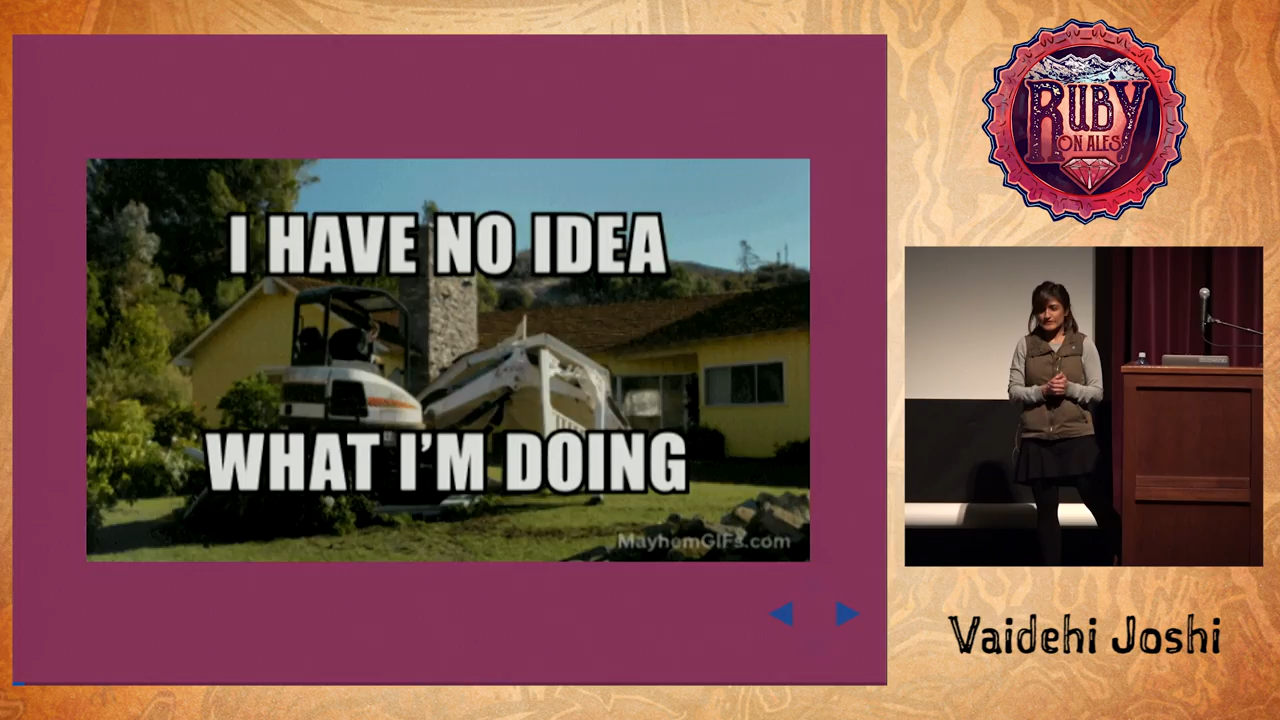 I HAVE NO IDEA
WHAT I'M DOING
MayhemGIFs.com
RUBY
ON ALES
Vaidehi Joshi